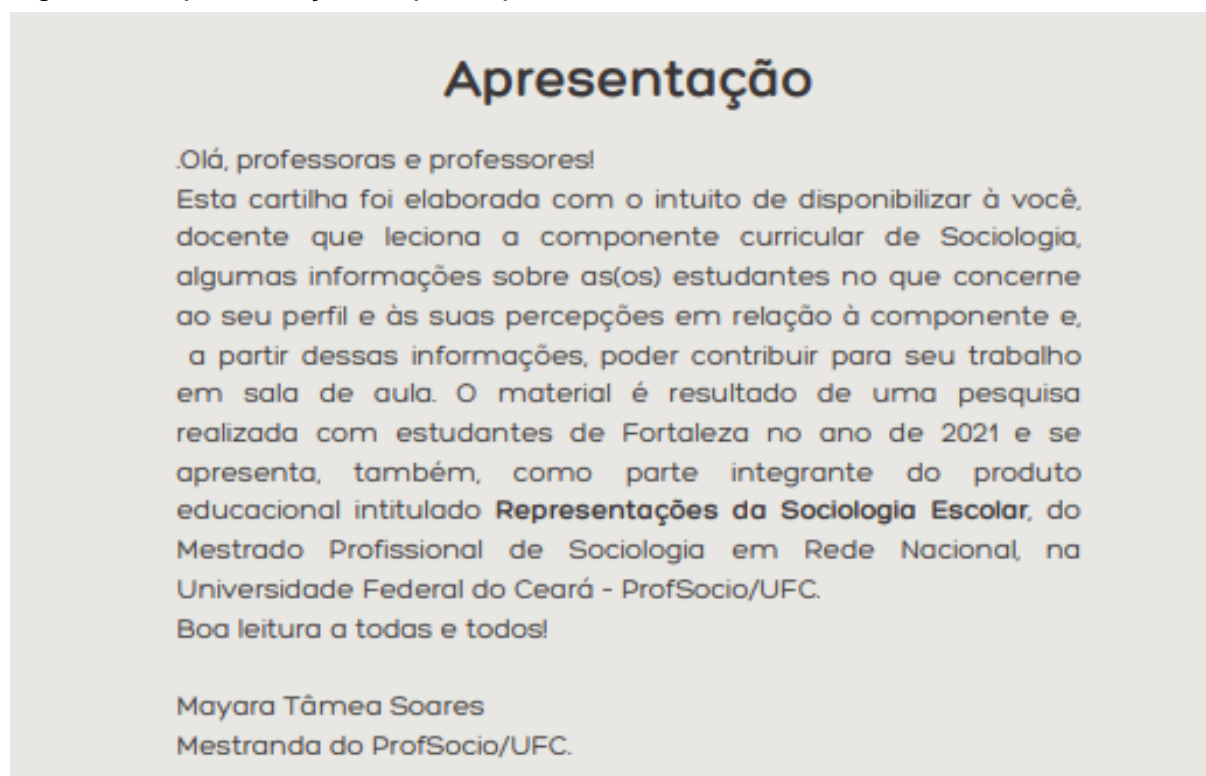 Apresentação
.Olá, professoras e professores!
Esta cartilha foi elaborada com o intuito de disponibilizar à você,
docente que leciona a componente curricular de Sociologia,
algumas informações sobre as(os) estudantes no que concerne
ao seu perfil e às suas percepções em relação à componente e,
a partir dessas informações, poder contribuir para seu trabalho
em sala de aula. O material é resultado de uma pesquisa
realizada com estudantes de Fortaleza no ano de 2021 e se
apresenta, também, como parte integrante do produto
educacional intitulado Representações da Sociologia Escolar, do
Mestrado Profissional de Sociologia em Rede Nacional, na
Universidade Federal do Ceará - ProfSocio/UFC.
Boa leitura a todas e todos!
Mayara Tâmea Soares
Mestranda do ProfSocio/UFC.